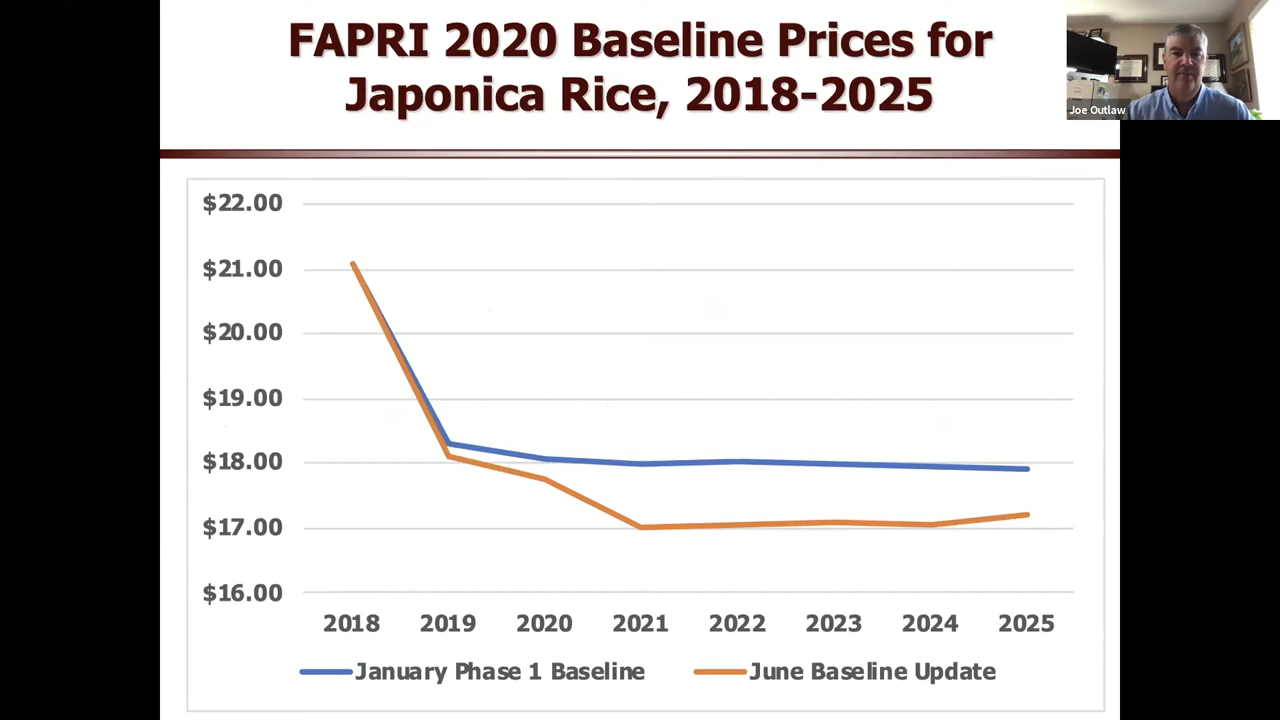 FAPRI 2020 Baseline Prices for
Japonica Rice, 2018-2025
Joe Outlaw
$22.00
$21.00
$20.00
$19.00
$18.00
$17.00
$16.00
2018 2019 2020 2021 2022 2023 2024 2025
January Phase 1 Baseline June Baseline Update